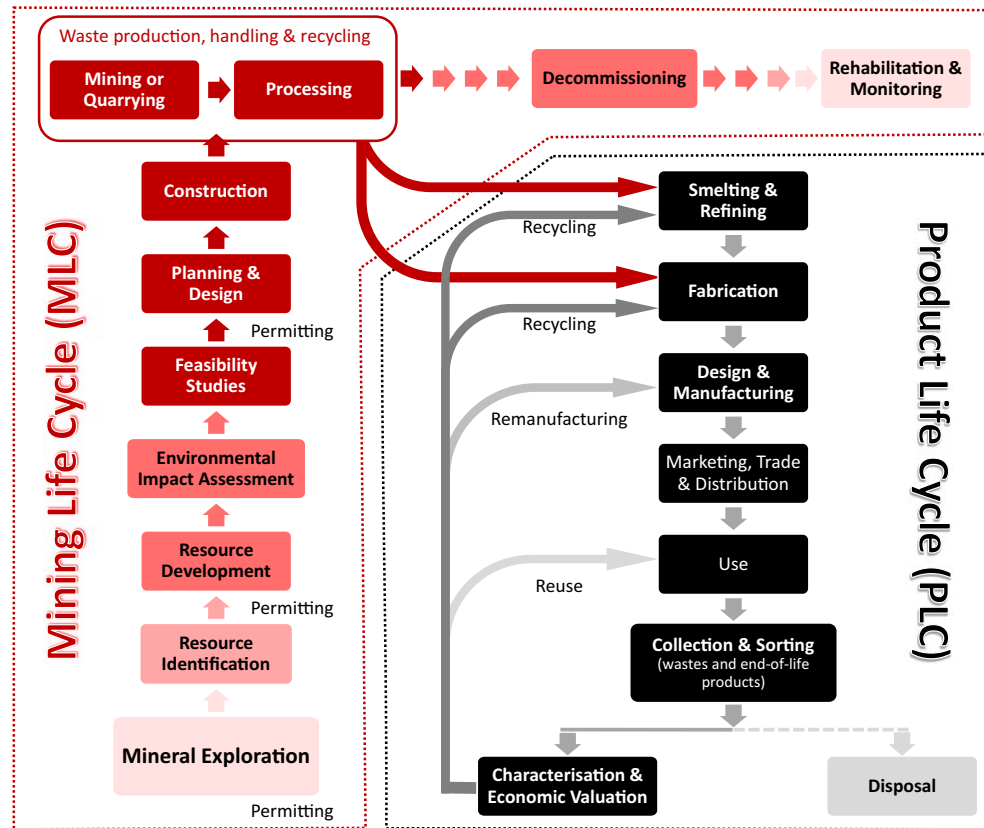 Waste production, handling & recycling
Mining or
Quarrying
Processing
Decommissioning
Rehabilitation &
Monitoring
Construction
Planning &
Design
Permitting
Feasibility
Studies
Environmental
Impact Assessment
Resource
Development
Permitting
Resource
Identification
Mineral Exploration
Permitting
Mining Life Cycle (MLC)
Smelting &
Refining
Recycling
Fabrication
Recycling
Design &
Manufacturing
Remanufacturing
Marketing, Trade
& Distribution
Use
Reuse
Collection & Sorting
(wastes and end-of-life
products)
Characterisation &
Economic Valuation
Disposal
Product Life Cycle (PLC)